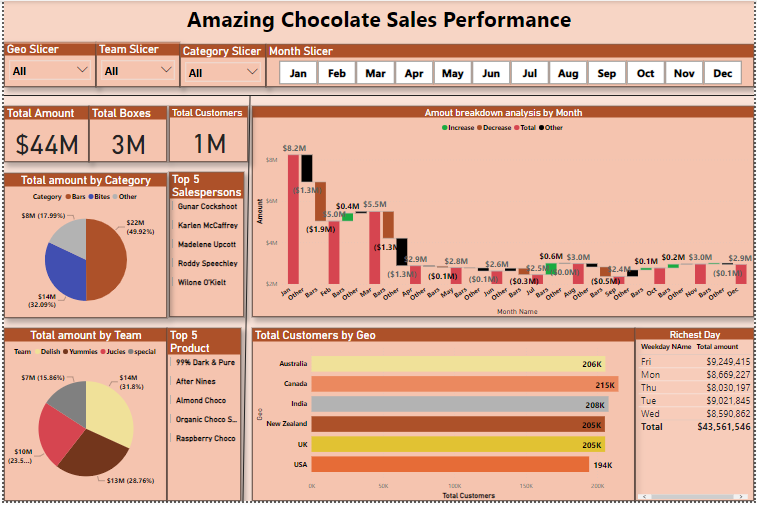 Amazing Chocolate Sales Performance
Geo Slicer
All
Team Slicer
All
Category Slicer
All
Month Slicer
Jan Feb Mar Apr May Jun Jul Aug Sep Oct Nov Dec
Total Amount
$44M
Total Boxes
3M
Total Customers
1M
Amout breakdown analysis by Month
Increase Decrease Total Other
Amount
$8M
$6M
$4M
$2M
$8.2M
($1.3M)
($1.9M)
$5.0M
$0.4M
$5.5M
($1.3M
($1.3M)
$2.9M
($0.1M)
$2.8M
($0.1M)
$2.6M
($0.3M)
$2.5M
$0.6M
($0.0M)
$3.0M
($0.5M)
$2.4M
$0.1M
$0.2M
$3.0M
($0.1M)
$2.9M
Jan Other Bars Feb Bars Other Mar Bars Other Apr Other Bars May Bars Other Jun Other Bars Jul Bars Other Aug Other Bars Sep Other Bars Oct Bars Other Nov Bars Other Dec
Month Name
Total amount by Category
Category Bars Bites Other
$8M (17.99%)
$22M
(49.92%)
$14M
(32.09%)
Top 5
Salespersons
Gunar Cockshoot
Karlen McCaffrey
Madelene Upcott
Roddy Speechley
Wilone O'Kielt
Total amount by Team
Team Delish Yummies Jucies special
$7M (15.86%)
$14M
(31.8%)
$10M
(23.5...)
$13M (28.76%)
Top 5
Product
99% Dark & Pure
After Nines
Almond Choco
Organic Choco S...
Raspberry Choco
Total Customers by Geo
Geo
Australia 206K
Canada 215K
India 208K
New Zealand 205K
UK 205K
USA 194K
0K 50K 100K 150K 200K
Total Customers
Richest Day
Weekday NAme Total amount
Fri $9,249,415
Mon $8,669,227
Thu $8,030,197
Tue $9,021,845
Wed $8,590,862
Total $43,561,546